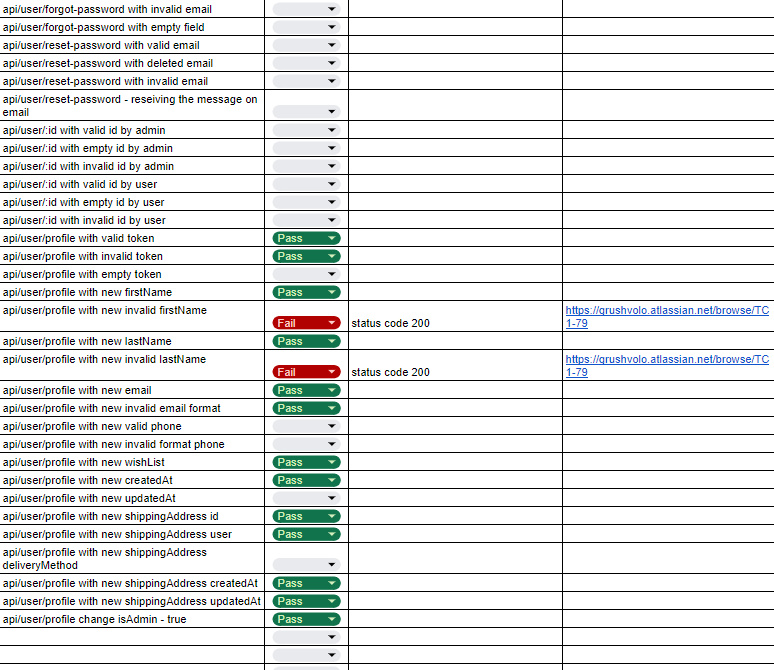 api/user/forgot-password with invalid email
api/user/forgot-password with empty field
api/user/reset-password with valid email
api/user/reset-password with deleted email
api/user/reset-password with invalid email
api/user/reset-password - reseiving the message on
email
api/user/:id with valid id by admin
api/user/:id with empty id by admin
api/user/:id with invalid id by admin
api/user/:id with valid id by user
api/user/:id with empty id by user
api/user/:id with invalid id by user
api/user/profile with valid token Pass
api/user/profile with invalid token Pass
api/user/profile with empty token
api/user/profile with new firstName Pass
api/user/profile with new invalid firstName
Fail status code 200 https://qrushvolo.atlassian.net/browse/TC
1-79
api/user/profile with new lastName Pass
api/user/profile with new invalid lastName
Fail status code 200 https://qrushvolo.atlassian.net/browse/TC
1-79
api/user/profile with new email Pass
api/user/profile with new invalid email format Pass
api/user/profile with new valid phone
api/user/profile with new invalid format phone
api/user/profile with new wishList Pass
api/user/profile with new createdAt Pass
api/user/profile with new updatedAt
api/user/profile with new shippingAddress id Pass
api/user/profile with new shippingAddress user Pass
api/user/profile with new shippingAddress
deliveryMethod
api/user/profile with new shippingAddress createdAt Pass
api/user/profile with new shippingAddress updatedAt Pass
api/user/profile change isAdmin - true Pass